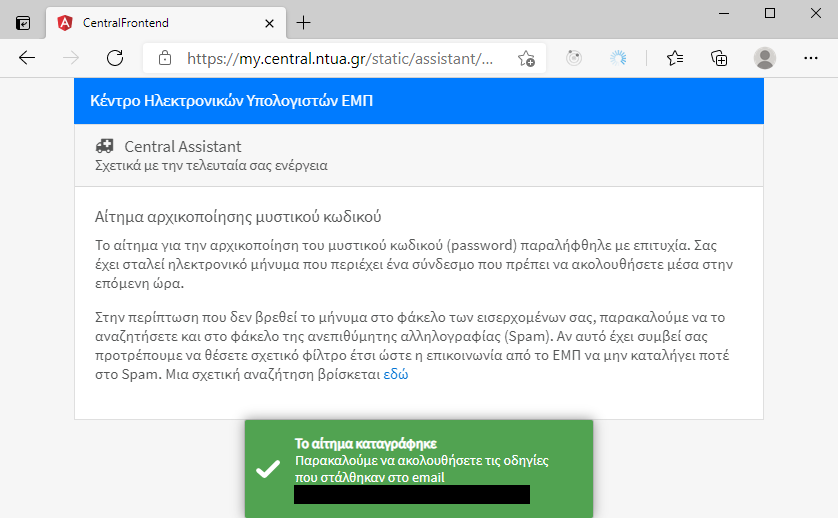 CentralFrontend
https://my.central.ntua.gr/static/assistant/...
Κέντρο Ηλεκτρονικών Υπολογιστών ΕΜΠ
Central Assistant
Σχετικά με την τελευταία σας ενέργεια
Αίτημα αρχικοποίησης μυστικού κωδικού
Το αίτημα για την αρχικοποίηση του μυστικού κωδικού (password) παραλήφθηλε με επιτυχία. Σας
έχει σταλεί ηλεκτρονικό μήνυμα που περιέχει ένα σύνδεσμο που πρέπει να ακολουθήσετε μέσα στην
επόμενη ώρα.
Στην περίπτωση που δεν βρεθεί το μήνυμα στο φάκελο των εισερχομένων σας, παρακαλούμε να το
αναζητήσετε και στο φάκελο της ανεπιθύμητης αλληλογραφίας (Spam). Αν αυτό έχει συμβεί σας
προτρέπουμε να θέσετε σχετικό φίλτρο έτσι ώστε η επικοινωνία από το ΕΜΠ να μην καταλήγει ποτέ
στο Spam. Μια σχετική αναζήτηση βρίσκεται εδώ
Το αίτημα καταγράφηκε
Παρακαλούμε να ακολουθήσετε τις οδηγίες
που στάλθηκαν στο email